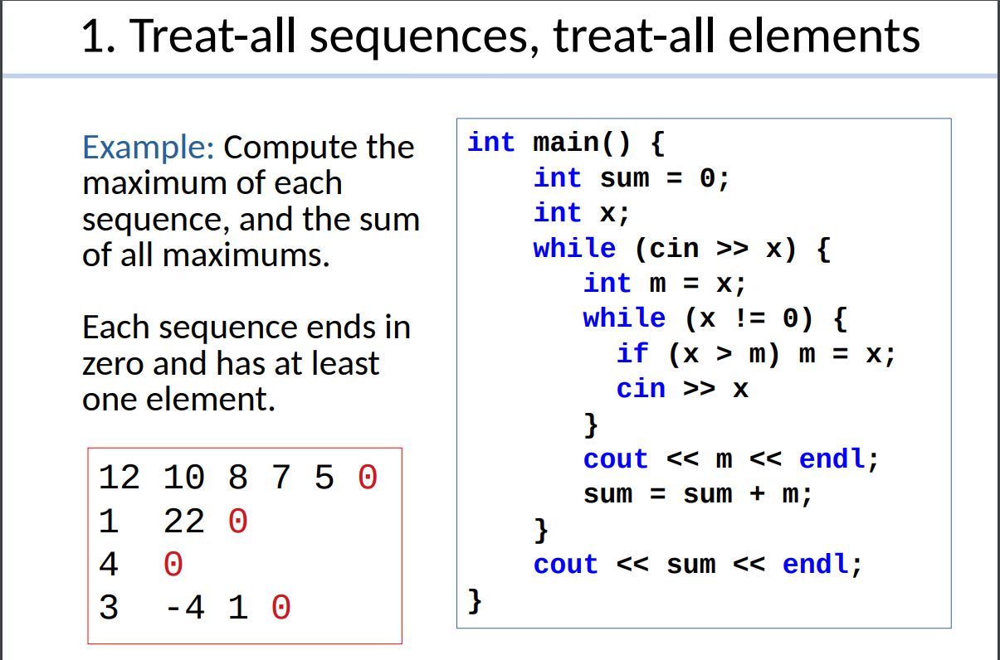 1. Treat-all sequences, treat-all elements
Example: Compute the
maximum of each
sequence, and the sum
of all maximums.
Each sequence ends in
zero and has at least
one element.
12 10 8 7 5 0
1  22 0
4  0
3  -4 1 0
int main() {
    int sum = 0;
    int x;
    while (cin >> x) {
       int m = x;
       while (x != 0) {
         if (x > m) m = x;
         cin >> x
       }
       cout << m << endl;
       sum = sum + m;
    }
    cout << sum << endl;
}